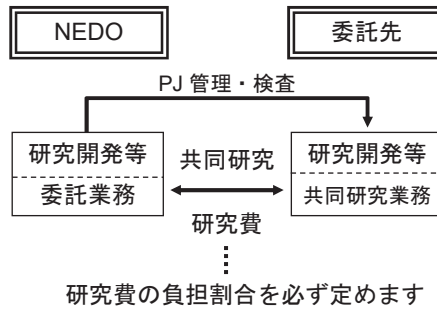 NEDO
委託先
PJ 管理・検査
研究開発等
委託業務
共同研究
研究費
研究開発等
共同研究業務
研究費の負担割合を必ず定めます